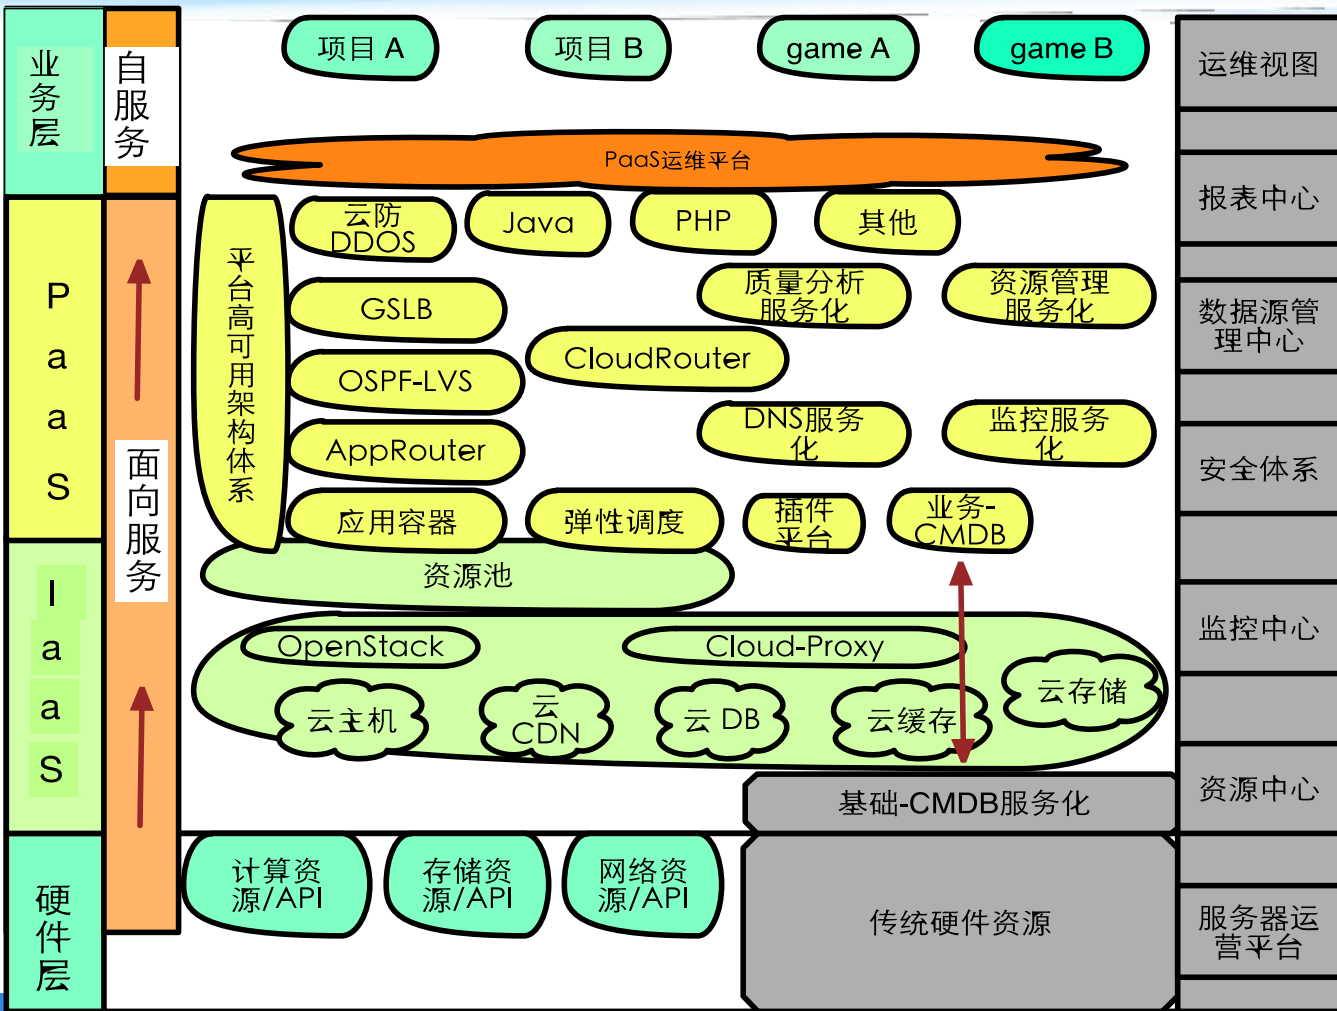 业
务
层
自
服
务
项目 A
项目 B
game A
game B
运维视图
PaaS运维平台
报表中心
P
a
a
S
平
台
高
可
用
架
构
体
系
云防
DDOS
Java
PHP
其他
GSLB
质量分析
服务化
资源管理
服务化
数据源管
理中心
CloudRouter
OSPF-LVS
DNS服务
化
监控服务
化
AppRouter
安全体系
面
向
服
务
应用容器
弹性调度
插件
平台
业务-
CMDB
I
a
a
S
资源池
OpenStack
Cloud-Proxy
监控中心
云主机
云
CDN
云 DB
云缓存
云存储
基础-CMDB服务化
资源中心
硬
件
层
计算资
源/API
存储资
源/API
网络资
源/API
传统硬件资源
服务器运
营平台